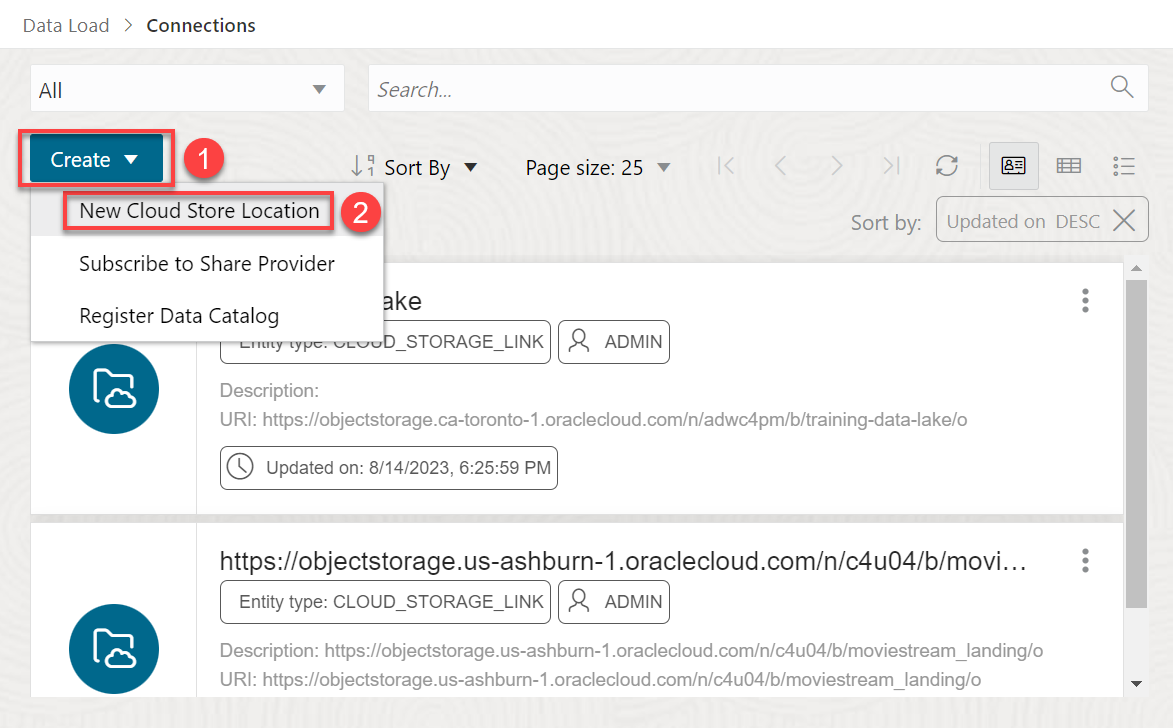 Data Load > Connections
All
Search...
Create
1
Sort By
Page size: 25
New Cloud Store Location
2
Sort by:
Updated on DESC
Subscribe to Share Provider
Register Data Catalog
ake
Entity type: CLOUD_STORAGE_LINK
ADMIN
Description:
URI: https://objectstorage.ca-toronto-1.oraclecloud.com/n/adwc4pm/b/training-data-lake/o
Updated on: 8/14/2023, 6:25:59 PM
https://objectstorage.us-ashburn-1.oraclecloud.com/n/c4u04/b/movi...
Entity type: CLOUD_STORAGE_LINK
ADMIN
Description: https://objectstorage.us-ashburn-1.oraclecloud.com/n/c4u04/b/moviestream_landing/o
URI: https://objectstorage.us-ashburn-1.oraclecloud.com/n/c4u04/b/moviestream_landing/o